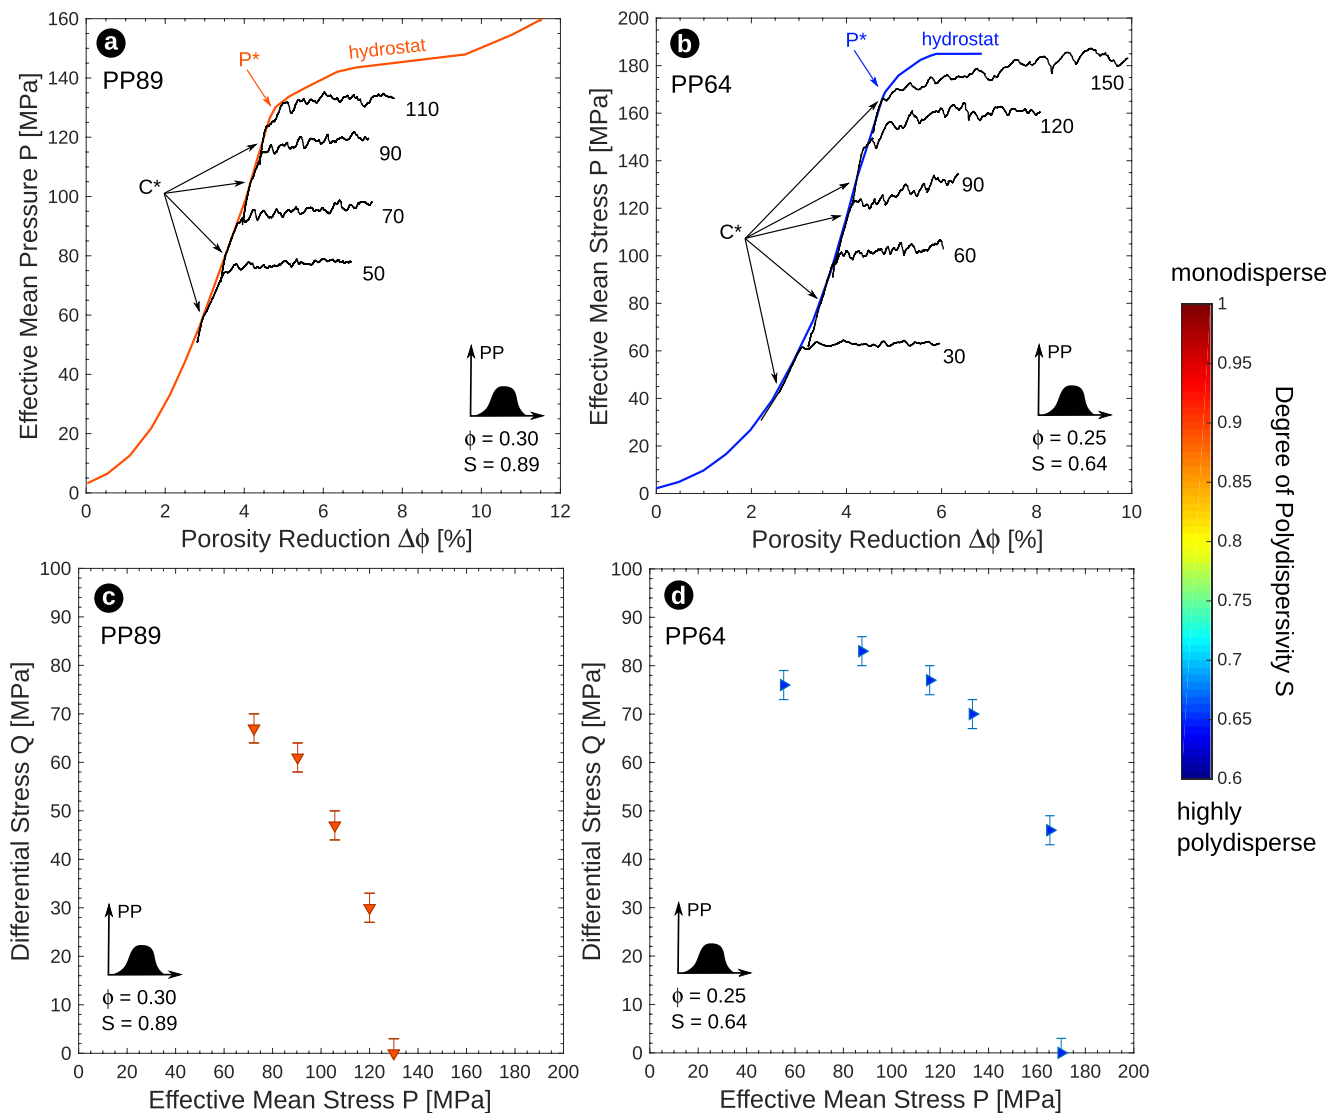 a
PP89
P*
hydrostat
C*
110
90
70
50
PP
ϕ = 0.30
S = 0.89
0
20
40
60
80
100
120
140
160
0
2
4
6
8
10
12
Effective Mean Pressure P [MPa]
Porosity Reduction Δϕ [%]
b
PP64
P*
hydrostat
C*
150
120
90
60
30
PP
ϕ = 0.25
S = 0.64
0
20
40
60
80
100
120
140
160
180
200
0
2
4
6
8
10
Effective Mean Stress P [MPa]
Porosity Reduction Δϕ [%]
monodisperse
1
0.95
0.9
0.85
0.8
0.75
0.7
0.65
0.6
Degree of Polydispersivity S
highly
polydisperse
c
PP89
PP
ϕ = 0.30
S = 0.89
0
10
20
30
40
50
60
70
80
90
100
0
20
40
60
80
100
120
140
160
180
200
Differential Stress Q [MPa]
Effective Mean Stress P [MPa]
d
PP64
PP
ϕ = 0.25
S = 0.64
0
10
20
30
40
50
60
70
80
90
100
0
20
40
60
80
100
120
140
160
180
200
Differential Stress Q [MPa]
Effective Mean Stress P [MPa]